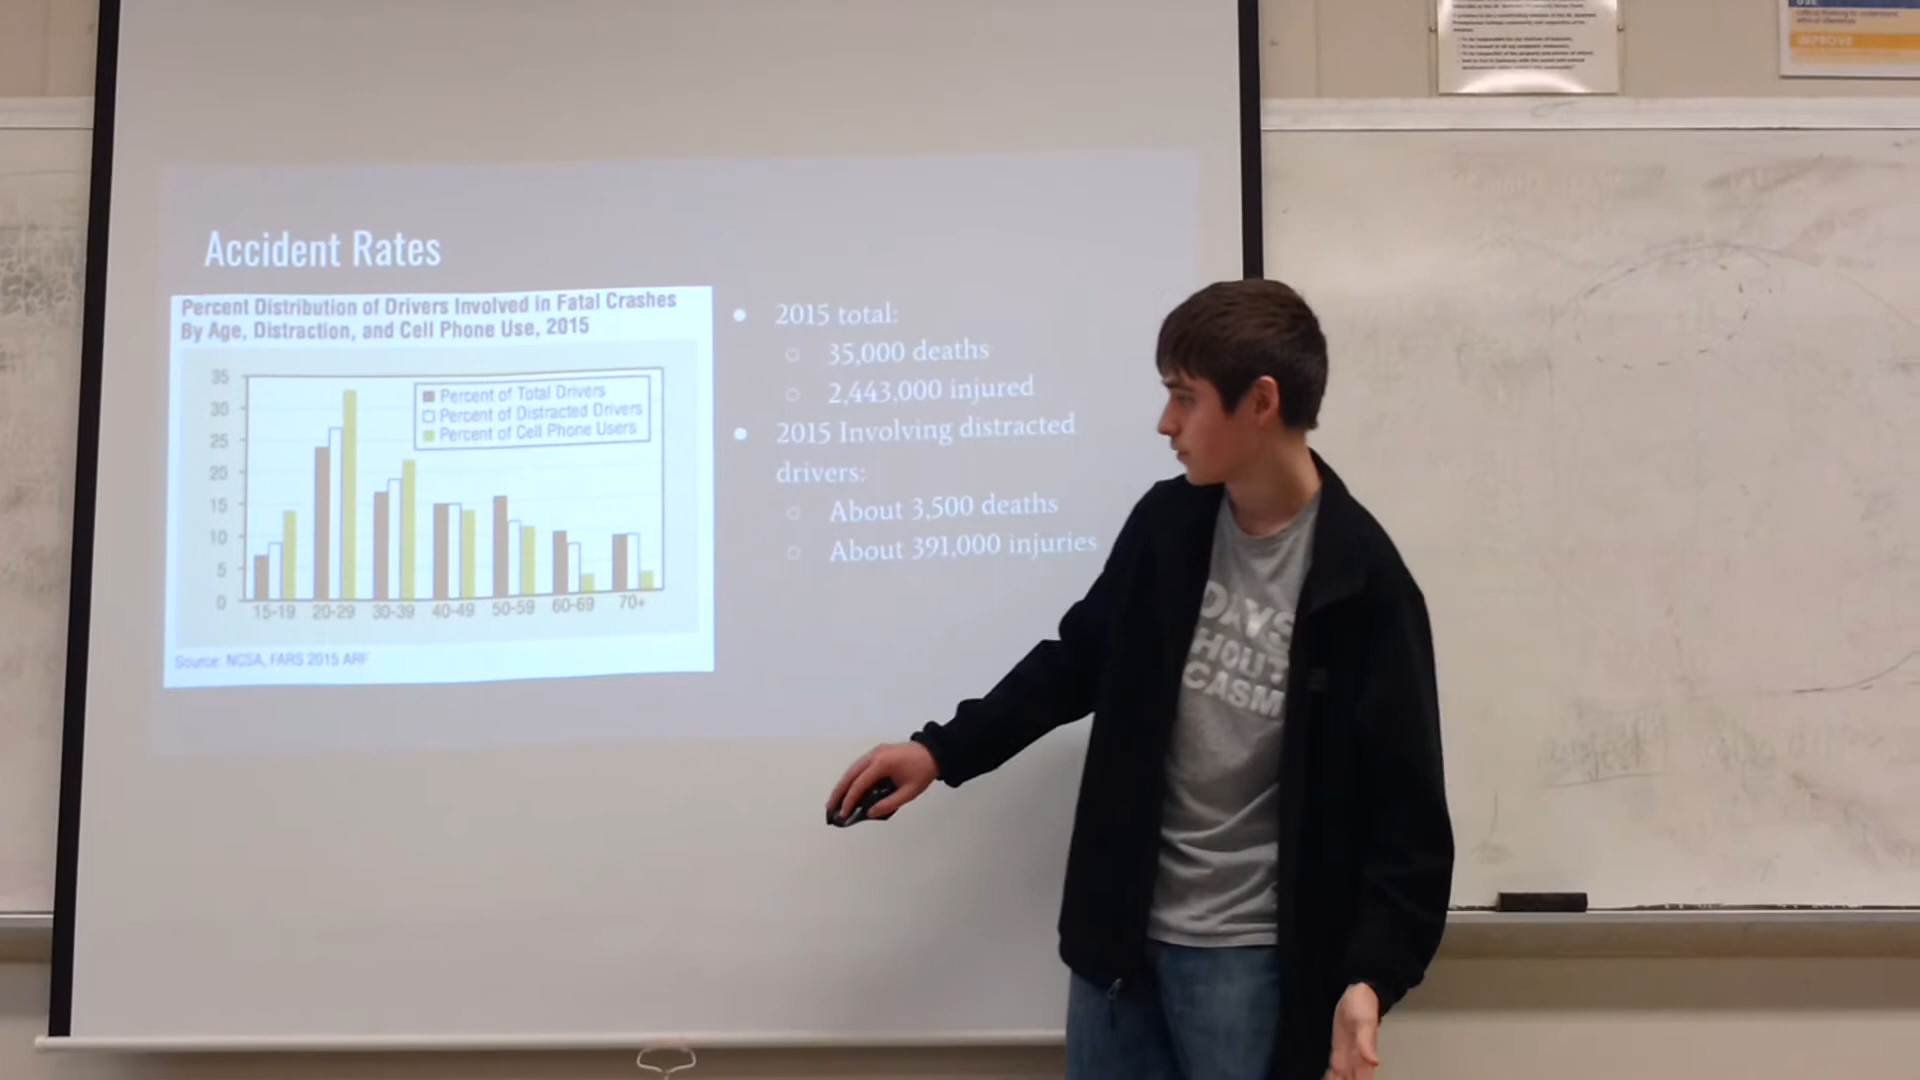 USE
IMPROVE
Accident Rates
Percent Distribution of Drivers Involved in Fatal Crashes
By Age, Distraction, and Cell Phone Use, 2015
35
30
25
20
15
10
5
0
Percent of Total Drivers
Percent of Distracted Drivers
Percent of Cell Phone Users
15-19 20-29 30-39 40-49 50-59 60-69 70+
Source: NCSA, FARS 2015 ARF
2015 total:
35,000 deaths
2,443,000 injured
2015 Involving distracted
drivers:
About 3,500 deaths
About 391,000 injuries
DAYS
HOUT
CASM